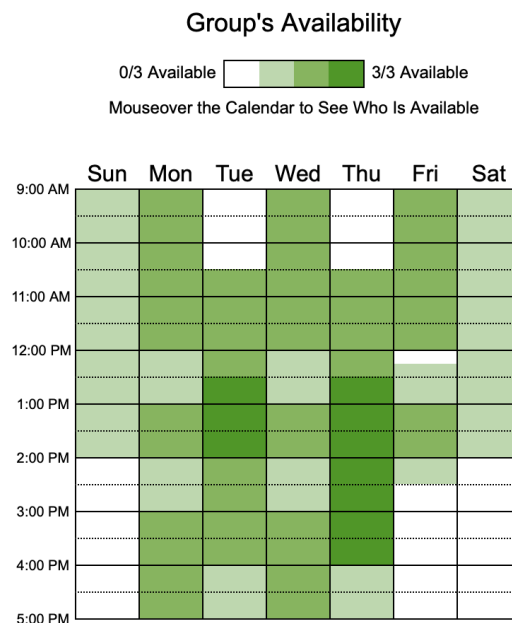 Group's Availability
0/3 Available 3/3 Available
Mouseover the Calendar to See Who Is Available
Sun Mon Tue Wed Thu Fri Sat
9:00 AM
10:00 AM
11:00 AM
12:00 PM
1:00 PM
2:00 PM
3:00 PM
4:00 PM
5:00 PM